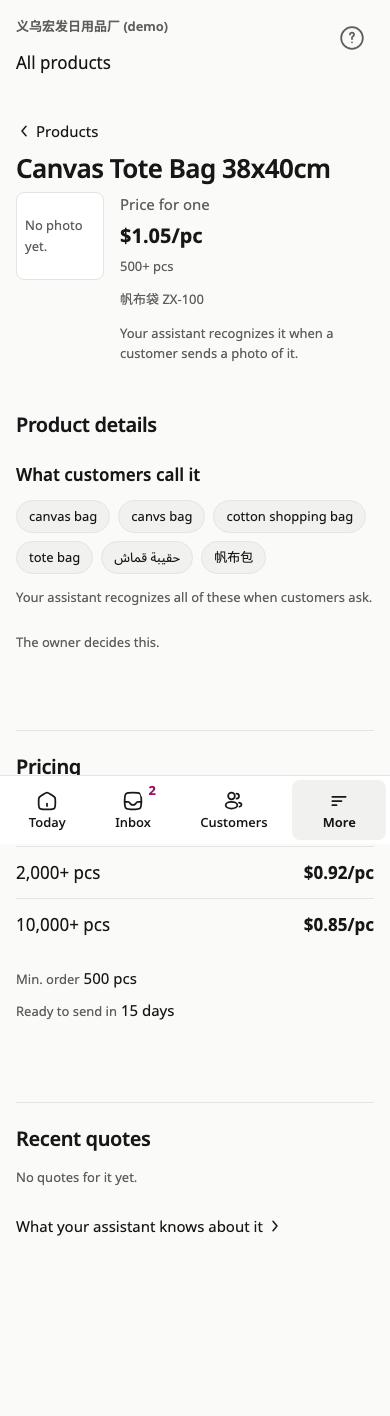 义乌宏发日用品厂 (demo)
All products
Products
Canvas Tote Bag 38x40cm
No photo
yet.
Price for one
$1.05/pc
500+ pcs
帆布袋 ZX-100
Your assistant recognizes it when a
customer sends a photo of it.
Product details
What customers call it
canvas bag canvs bag cotton shopping bag
tote bag حقيبة قماش 帆布包
Your assistant recognizes all of these when customers ask.
The owner decides this.
Pricing
2
Today Inbox Customers More
2,000+ pcs $0.92/pc
10,000+ pcs $0.85/pc
Min. order 500 pcs
Ready to send in 15 days
Recent quotes
No quotes for it yet.
What your assistant knows about it